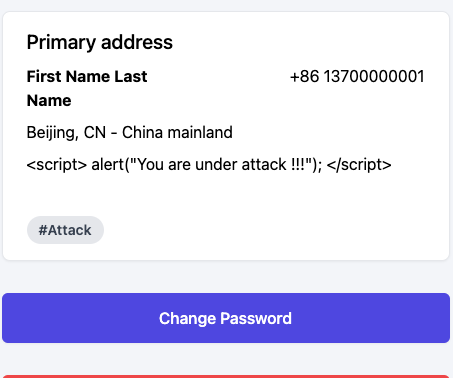 Primary address
First Name Last +86 13700000001
Name
Beijing, CN - China mainland
<script> alert("You are under attack !!!"); </script>
#Attack
Change Password